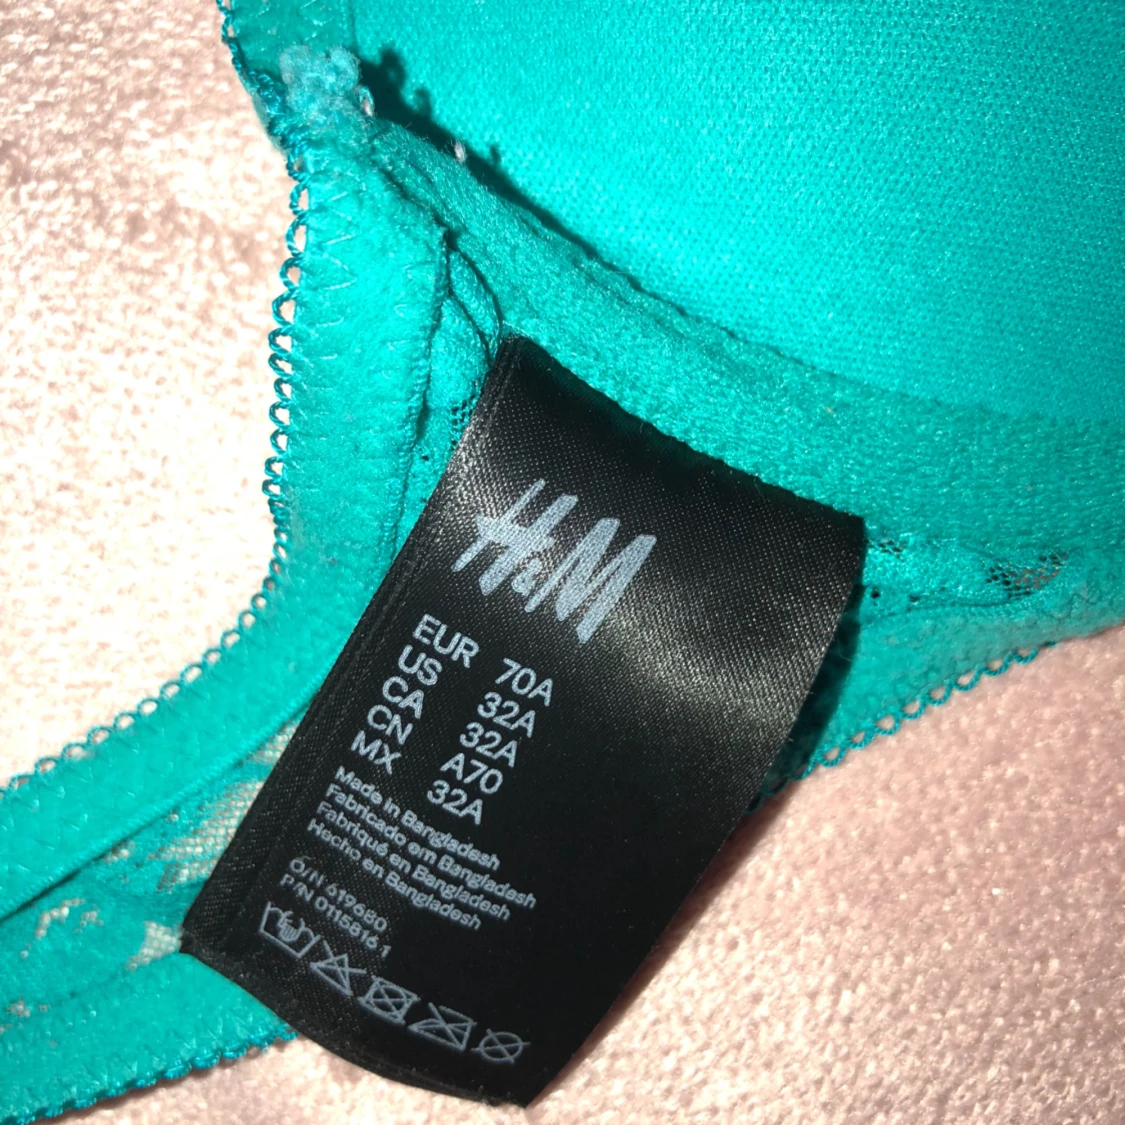 H&M
EUR 70A
US 32A
CA 32A
CN A70
MX 32A
Made in Bangladesh
Fabricado em Bangladesh
Fabriqué en Bangladesh
Hecho en Bangladesh
O/N 619680
P/N 0115816-1